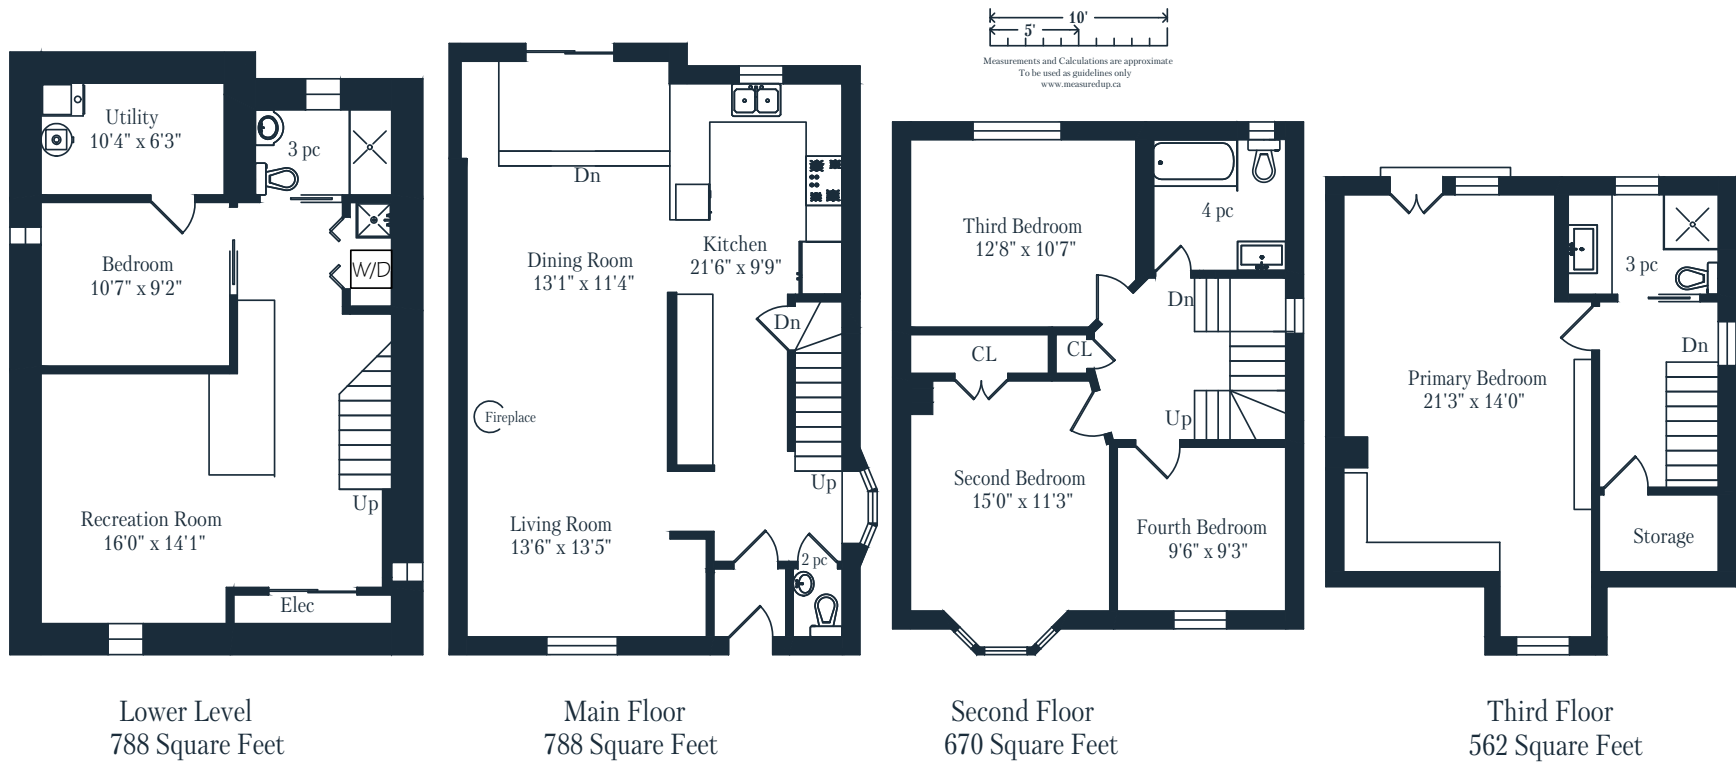 10'
5'
Measurements and Calculations are approximate
To be used as guidelines only
www.measuredup.ca
Utility
10'4" x 6'3"
3 pc
Bedroom
10'7" x 9'2"
W/D
Up
Recreation Room
16'0" x 14'1"
Elec
Lower Level
788 Square Feet
Dn
Dining Room
13'1" x 11'4"
Kitchen
21'6" x 9'9"
Dn
Fireplace
Up
Living Room
13'6" x 13'5"
2 pc
Main Floor
788 Square Feet
Third Bedroom
12'8" x 10'7"
4 pc
Dn
CL
CL
Up
Second Bedroom
15'0" x 11'3"
Fourth Bedroom
9'6" x 9'3"
Second Floor
670 Square Feet
3 pc
Dn
Primary Bedroom
21'3" x 14'0"
Storage
Third Floor
562 Square Feet